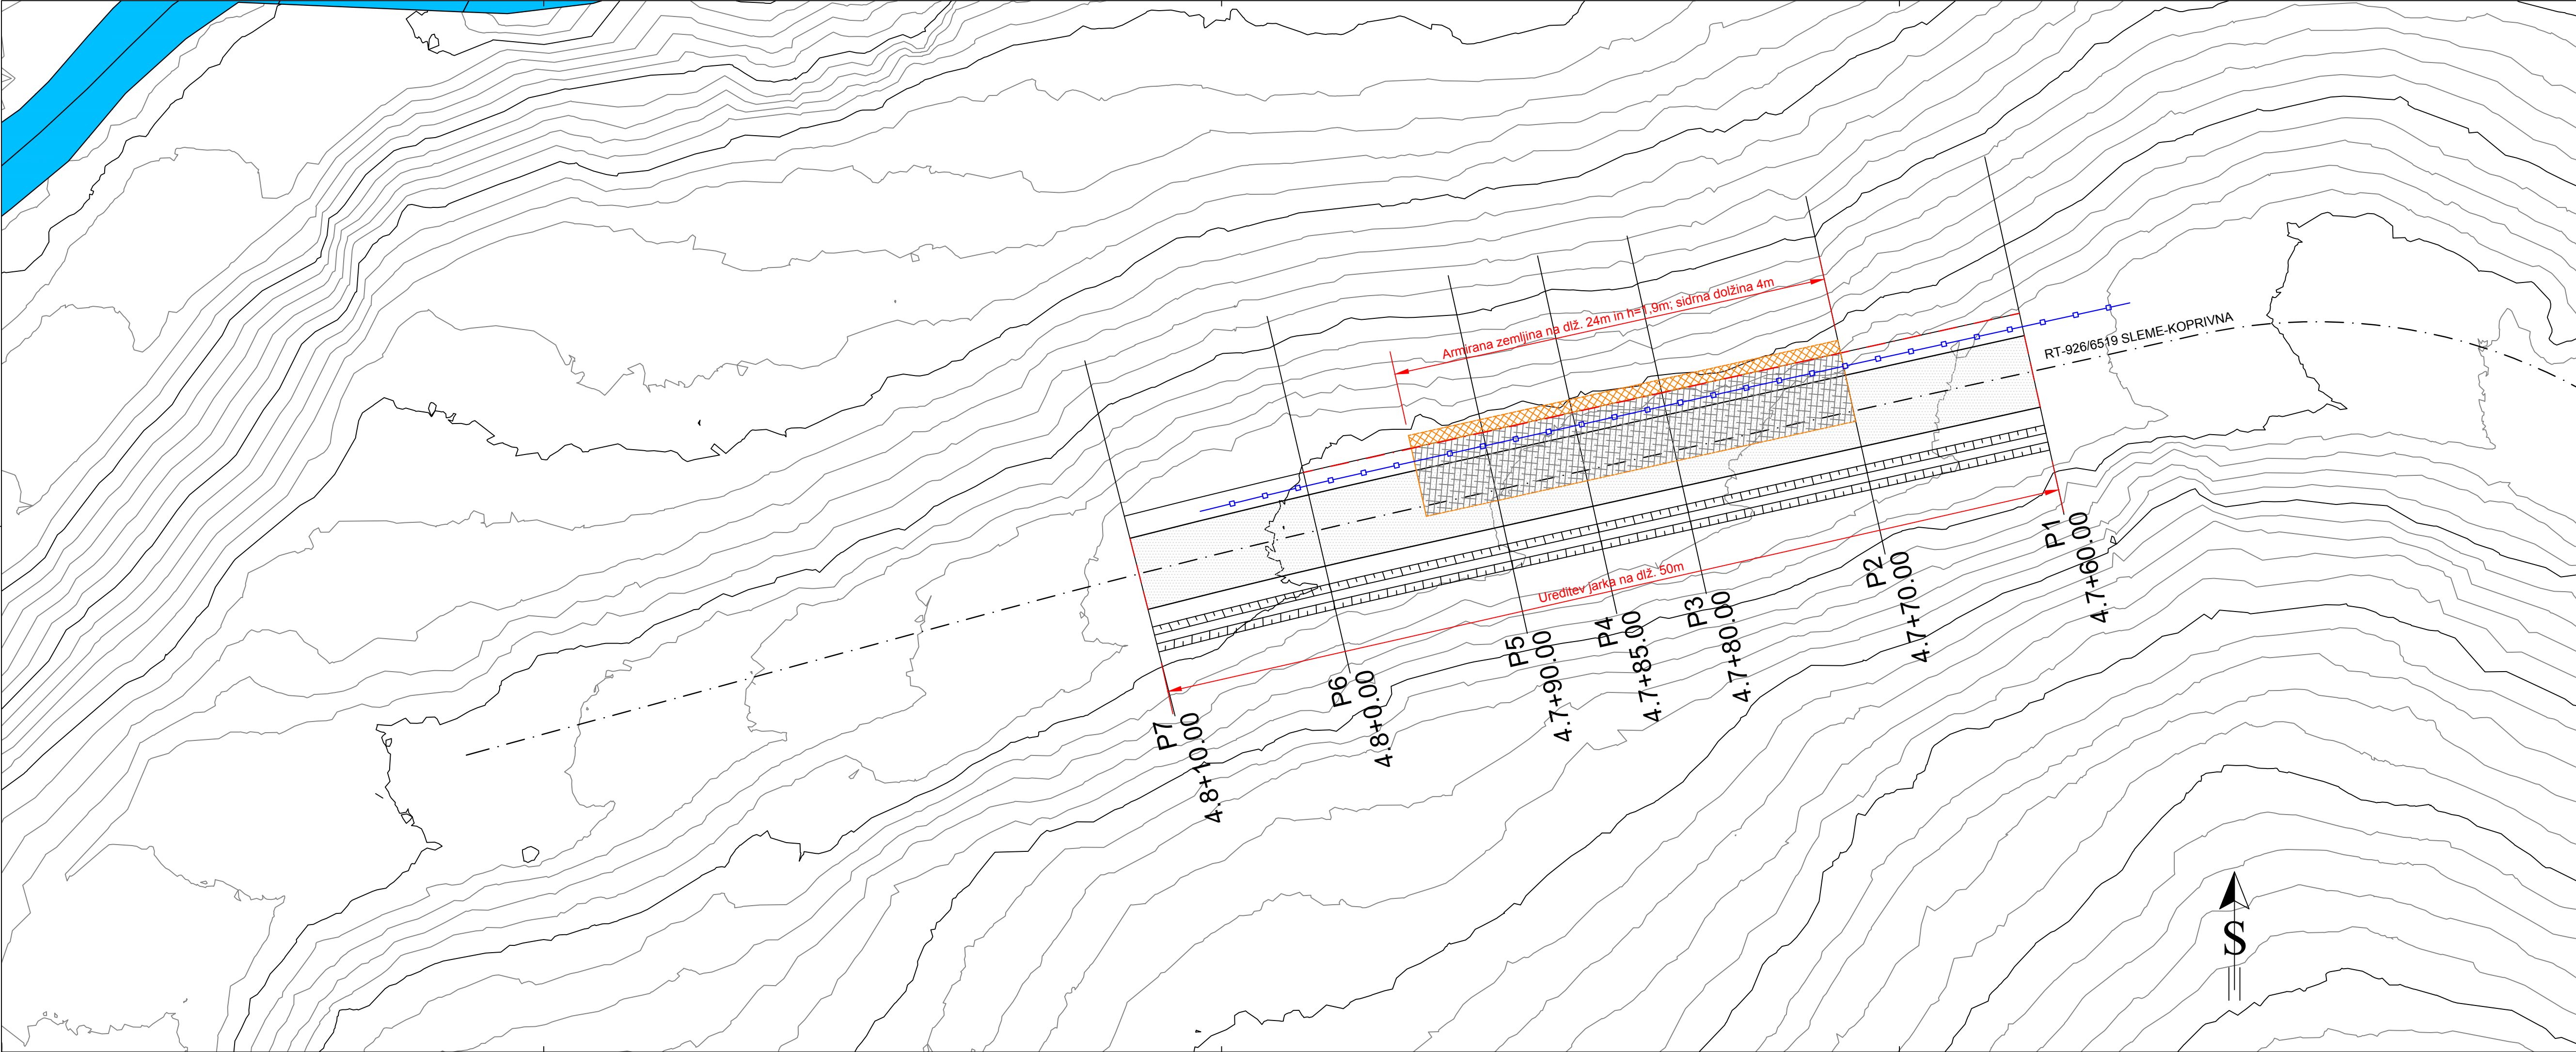 Armirana zemljina na dlž. 24m in h=1,9m; sidrna dolžina 4m
RT-926/6519 SLEME-KOPRIVNA
Ureditev jarka na dlž. 50m
P7
4.8+10.00
P6
4.8+0.00
P5
4.7+90.00
P4
4.7+85.00
P3
4.7+80.00
P2
4.7+70.00
P1
4.7+60.00
S